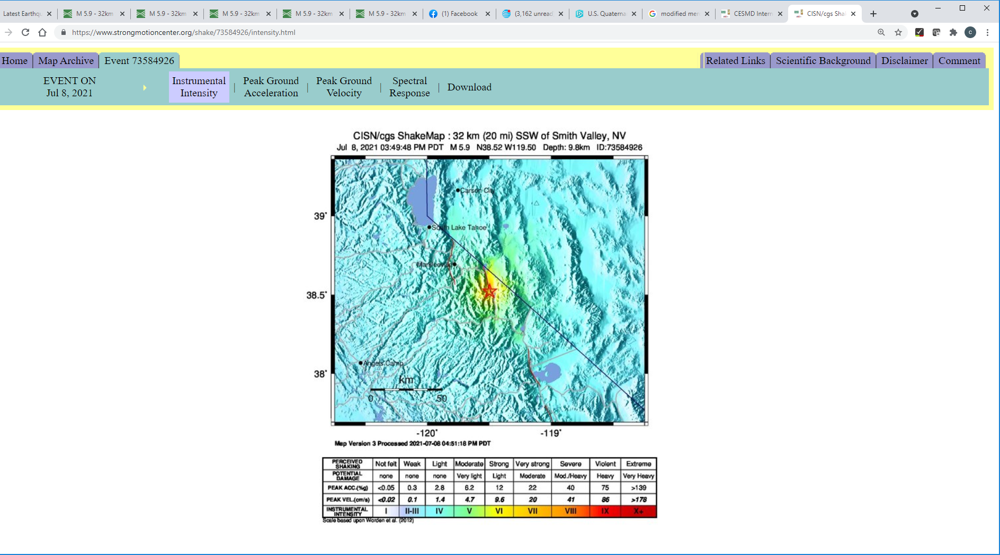 Latest Earthqu
M 5.9 - 32km
M 5.9 - 32km
M 5.9 - 32km
M 5.9 - 32km
M 5.9 - 32km
(1) Facebook
(3,162 unread
U.S. Quaterna
modified mer
CESMD Intern
CISN/cgs Sha
https://www.strongmotioncenter.org/shake/73584926/intensity.html
C
Home Map Archive Event 73584926 Related Links Scientific Background Disclaimer Comment
EVENT ON
Jul 8, 2021
Instrumental
Intensity
|
Peak Ground
Acceleration
|
Peak Ground
Velocity
|
Spectral
Response
|
Download
CISN/cgs ShakeMap : 32 km (20 mi) SSW of Smith Valley, NV
Jul 8, 2021 03:49:48 PM PDT M 5.9 N38.52 W119.50 Depth: 9.8km ID:73584926
Carson City
39°
South Lake Tahoe
Markleeville
38.5°
Angels Camp
38°
km
0 50
-120° -119°
Map Version 3 Processed 2021-07-08 04:51:18 PM PDT
PERCEIVED SHAKING Not felt Weak Light Moderate Strong Very strong Severe Violent Extreme
POTENTIAL DAMAGE none none none Very light Light Moderate Mod./Heavy Heavy Very Heavy
PEAK ACC.(%g) <0.05 0.3 2.8 6.2 12 22 40 75 >139
PEAK VEL.(cm/s) <0.02 0.1 1.4 4.7 9.6 20 41 86 >178
INSTRUMENTAL INTENSITY I II-III IV V VI VII VIII IX X+
Scale based upon Worden et al. (2012)